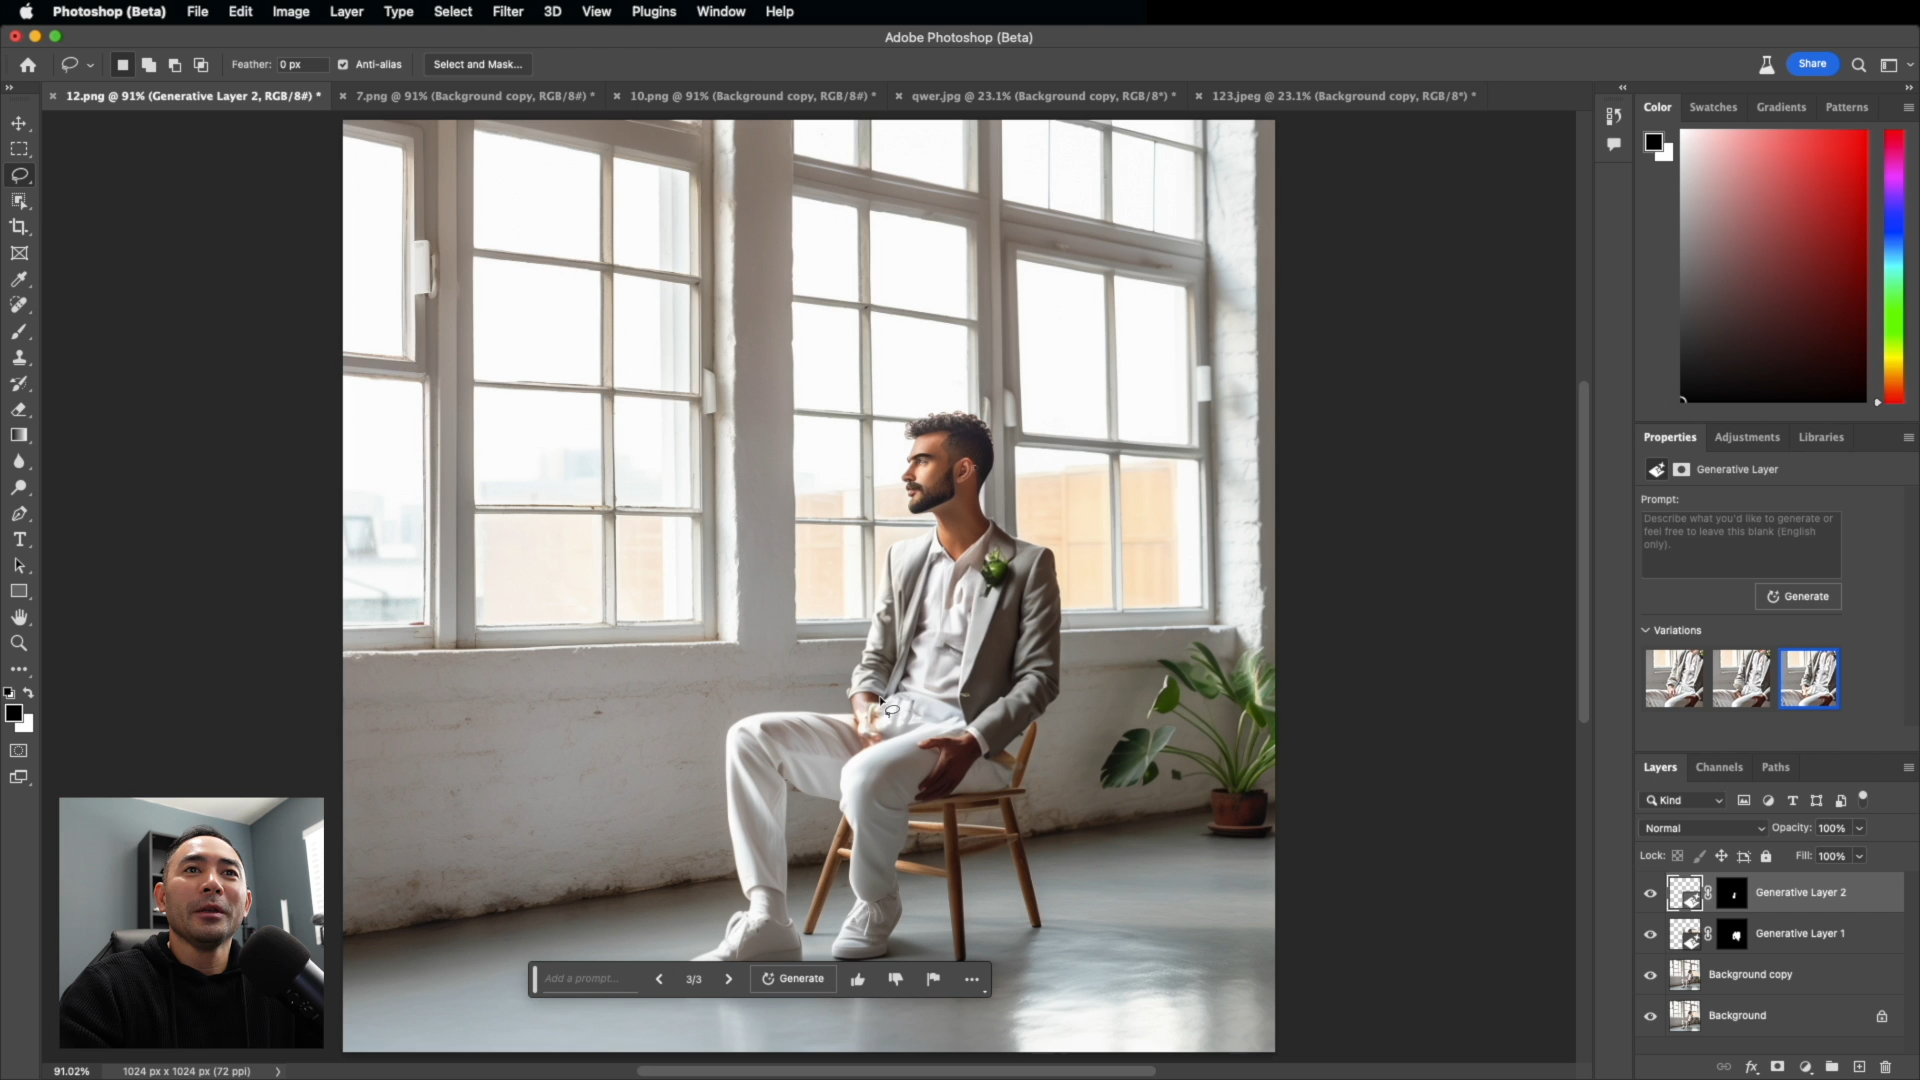 Photoshop (Beta) File Edit Image Layer Type Select Filter 3D View Plugins Window Help
Adobe Photoshop (Beta)
Feather: 0 px Anti-alias Select and Mask... Share
12.png @ 91% (Generative Layer 2, RGB/8#) * 7.png @ 91% (Background copy, RGB/8#) * 10.png @ 91% (Background copy, RGB/8#) * qwer.jpg @ 23.1% (Background copy, RGB/8*) * 123.jpeg @ 23.1% (Background copy, RGB/8*) *
Color Swatches Gradients Patterns
Properties Adjustments Libraries
Generative Layer
Prompt:
Describe what you'd like to generate or
feel free to leave this blank (English
only).
Generate
Variations
Layers Channels Paths
Kind
Normal Opacity: 100%
Lock: Fill: 100%
Generative Layer 2
Generative Layer 1
Background copy
Background
Add a prompt... 3/3 Generate
91.02% 1024 px x 1024 px (72 ppi)